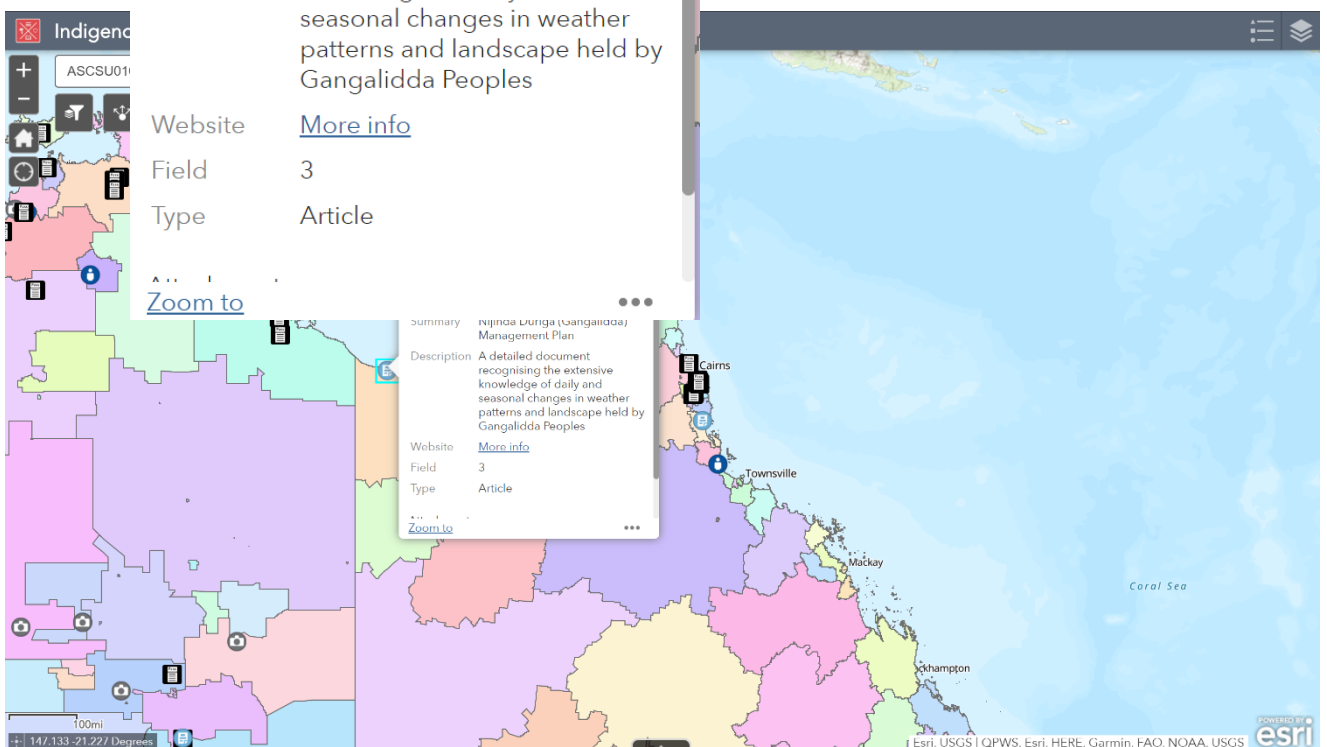 Indigenc
ASCSU01
seasonal changes in weather
patterns and landscape held by
Gangalidda Peoples
Website More info
Field 3
Type Article
Zoom to
Summary Nijinda Durlga (Gangalidda)
Management Plan
Description A detailed document
recognising the extensive
knowledge of daily and
seasonal changes in weather
patterns and landscape held by
Gangalidda Peoples
Website More info
Field 3
Type Article
Zoom to
Cairns
Townsville
Mackay
Coral Sea
ckhampton
100mi
147.133 -21.227 Degrees
Esri, USGS | QPWS, Esri, HERE, Garmin, FAO, NOAA, USGS
POWERED BY
esri